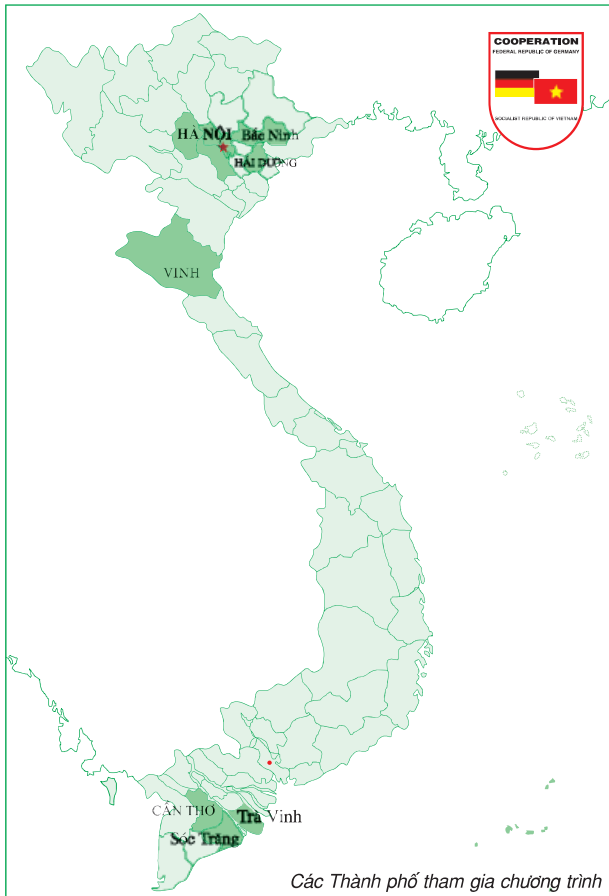 COOPERATION
FEDERAL REPUBLIC OF GERMANY
SOCIALIST REPUBLIC OF VIETNAM
HÀ NỘI Bắc Ninh
HẢI DƯƠNG
VINH
CẦN THƠ
Trà Vinh
Sóc Trăng
Các Thành phố tham gia chương trình